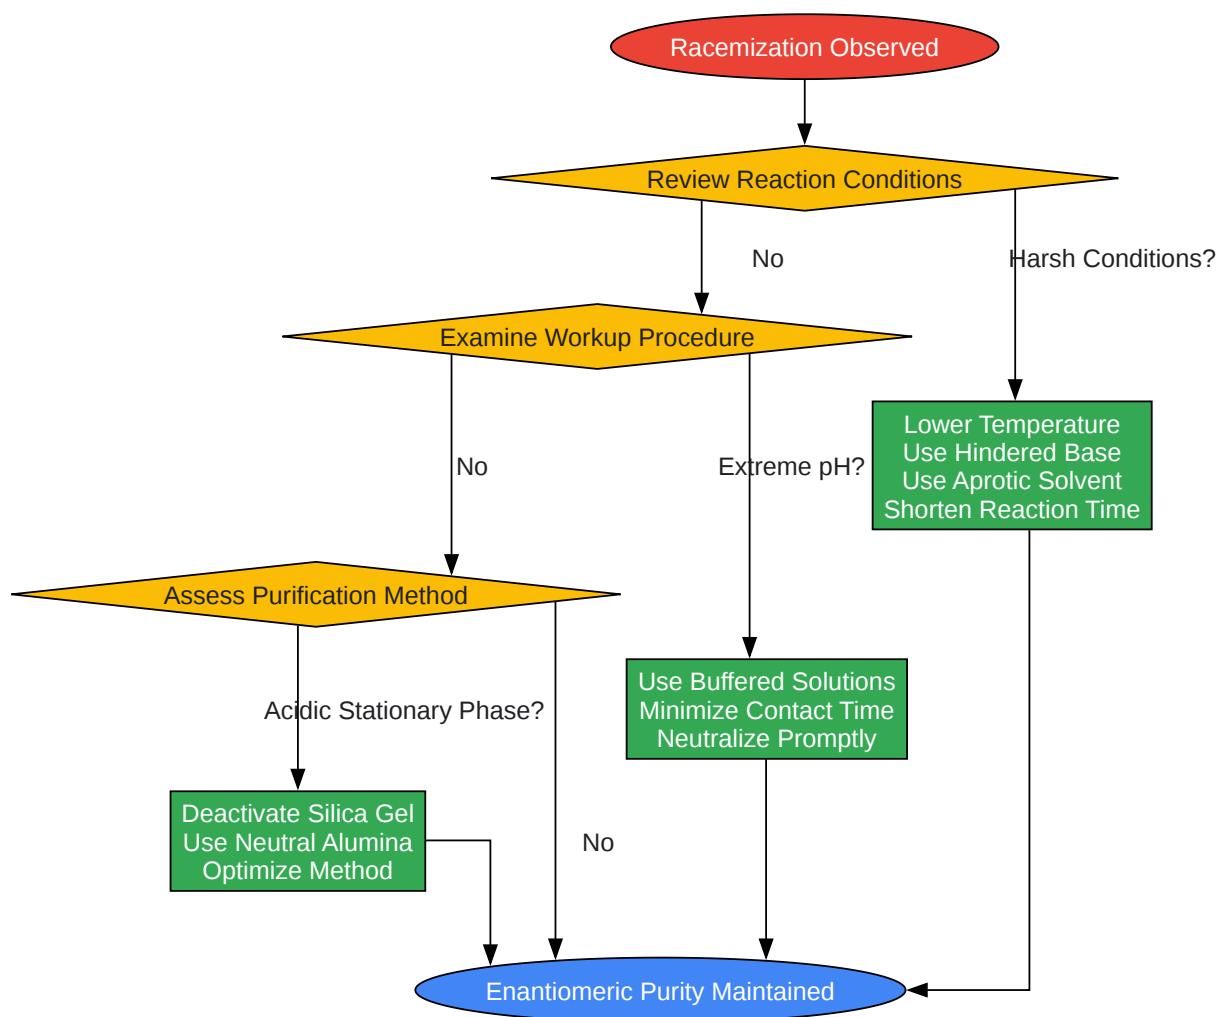 Racemization Observed
Review Reaction Conditions
No
Harsh Conditions?
Examine Workup Procedure
Lower Temperature
Use Hindered Base
Use Aprotic Solvent
Shorten Reaction Time
No
Extreme pH?
Assess Purification Method
Use Buffered Solutions
Minimize Contact Time
Neutralize Promptly
Acidic Stationary Phase?
Deactivate Silica Gel
Use Neutral Alumina
Optimize Method
No
Enantiomeric Purity Maintained